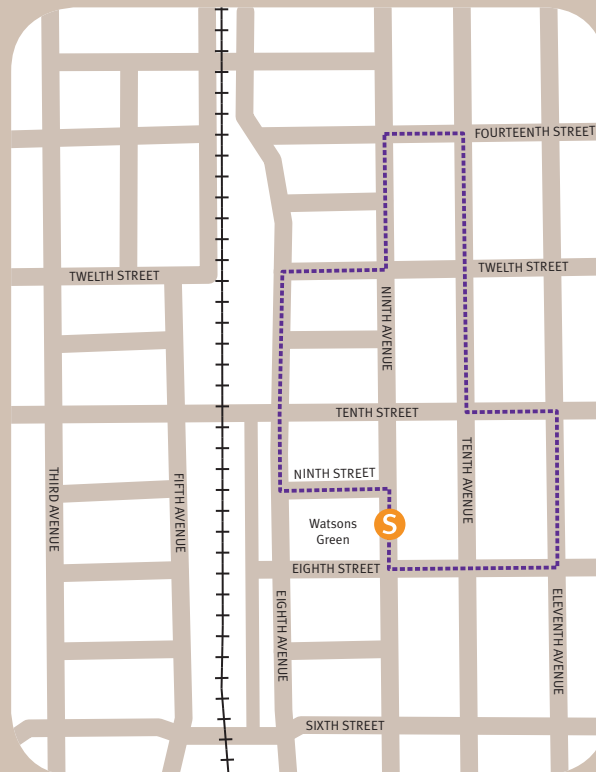 FOURTEENTH STREET
TWELTH STREET
TWELTH STREET
NINTH AVENUE
TENTH STREET
NINTH STREET
THIRD AVENUE
FIFTH AVENUE
TENTH AVENUE
S
Watsons
Green
EIGHTH STREET
EIGHTH AVENUE
ELEVENTH AVENUE
SIXTH STREET